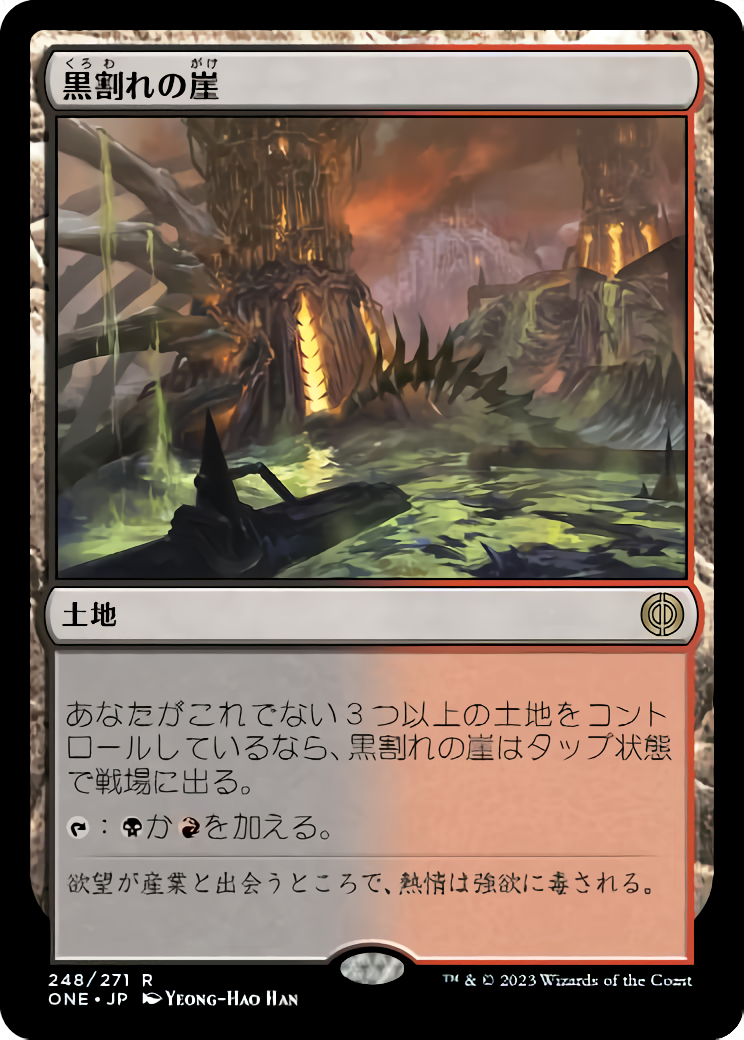 くろわ がけ
黒割れの崖
土地
あなたがこれでない３つ以上の土地をコント
ロールしているなら、黒割れの崖はタップ状態
で戦場に出る。
：か を加える。
欲望が産業と出会うところで、熱情は強欲に毒される。
248/271 R
ONE • JP YEONG-HAO HAN
™ & © 2023 Wizards of the Coast